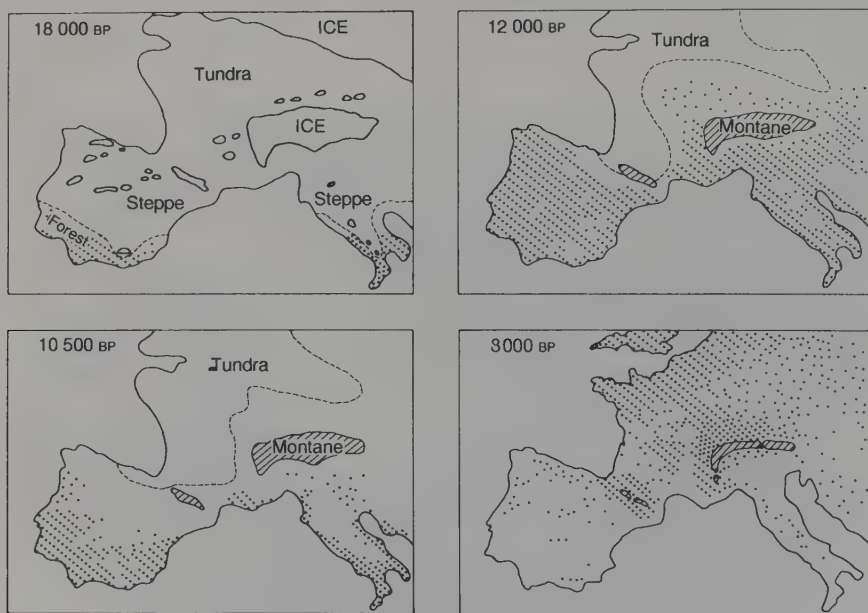 18 000 BP
ICE
Tundra
ICE
Steppe
Steppe
Forest
12 000 BP
Tundra
Montane
10 500 BP
Tundra
Montane
3000 BP